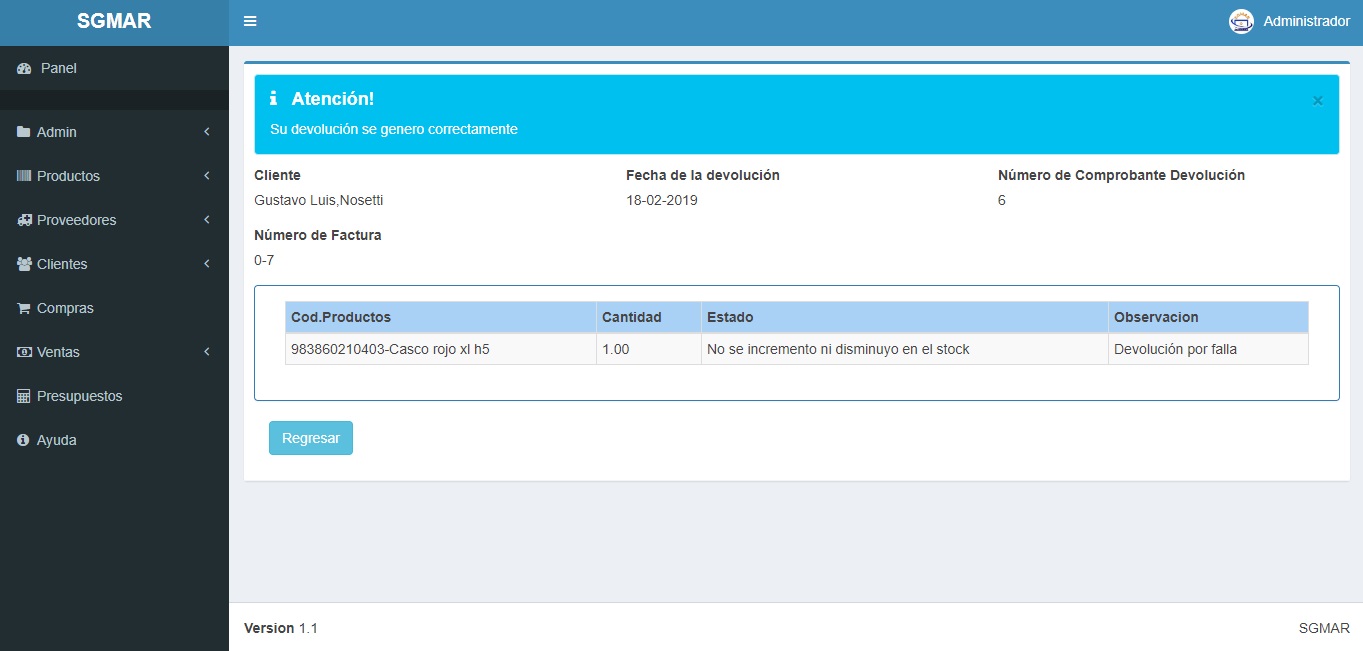 SGMAR
Administrador
Panel
Admin
Productos
Proveedores
Clientes
Compras
Ventas
Presupuestos
Ayuda
Atención!
×
Su devolución se genero correctamente
Cliente
Gustavo Luis,Nosetti
Fecha de la devolución
18-02-2019
Número de Comprobante Devolución
6
Número de Factura
0-7
Cod.Productos Cantidad Estado Observacion
983860210403-Casco rojo xl h5 1.00 No se incremento ni disminuyo en el stock Devolución por falla
Regresar
Version 1.1
SGMAR